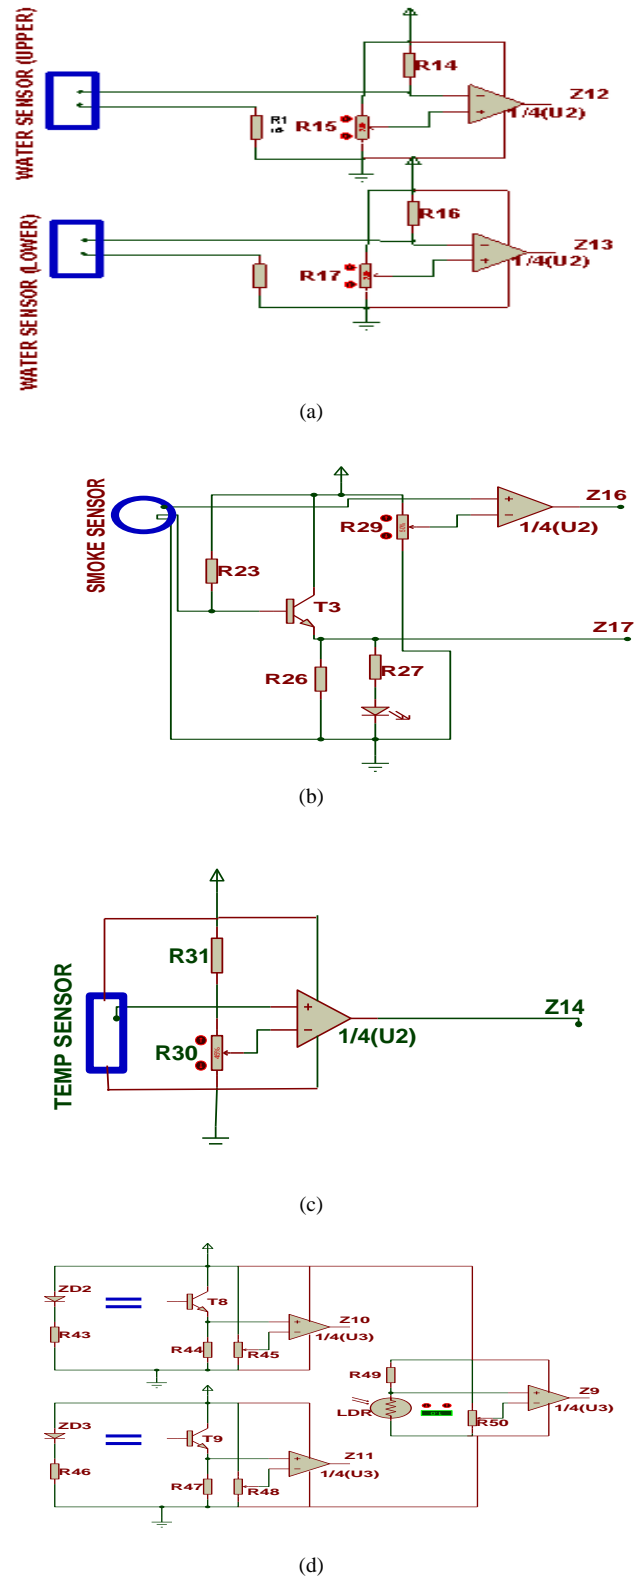 WATER SENSOR (UPPER)
R14
Z12
R1
R15
1/4(U2)
WATER SENSOR (LOWER)
R16
Z13
R17
1/4(U2)
(a)
SMOKE SENSOR
Z16
R29
1/4(U2)
R23
T3
Z17
R26
R27
(b)
TEMP SENSOR
R31
Z14
R30
1/4(U2)
(c)
ZD2
T8
Z10
1/4(U3)
R43
R44
R45
R49
Z9
LDR
R50
1/4(U3)
ZD3
T9
Z11
1/4(U3)
R46
R47
R48
(d)